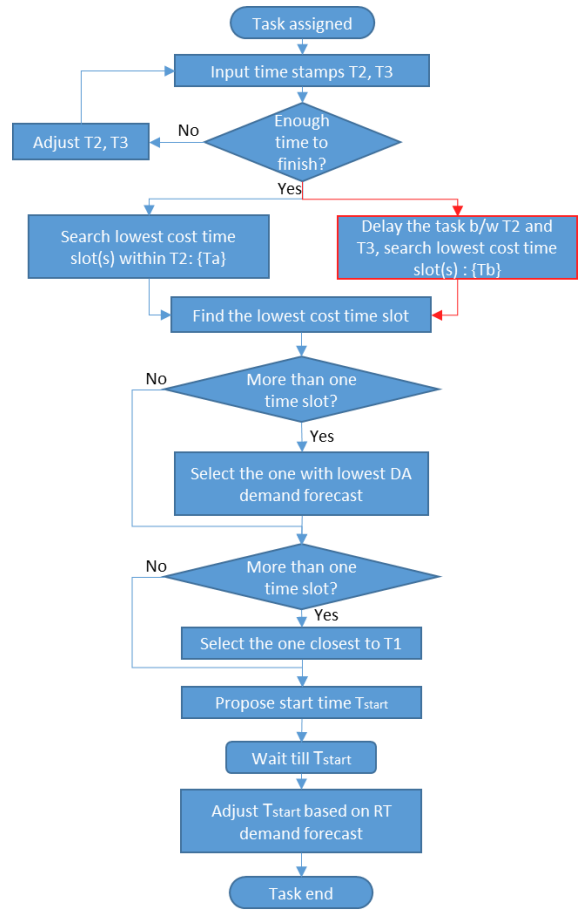 Task assigned
Input time stamps T2, T3
Enough
time to
finish?
No
Adjust T2, T3
Yes
Search lowest cost time
slot(s) within T2: {Ta}
Delay the task b/w T2 and
T3, search lowest cost time
slot(s) : {Tb}
Find the lowest cost time slot
No
More than one
time slot?
Yes
Select the one with lowest DA
demand forecast
No
More than one
time slot?
Yes
Select the one closest to T1
Propose start time Tstart
Wait till Tstart
Adjust Tstart based on RT
demand forecast
Task end